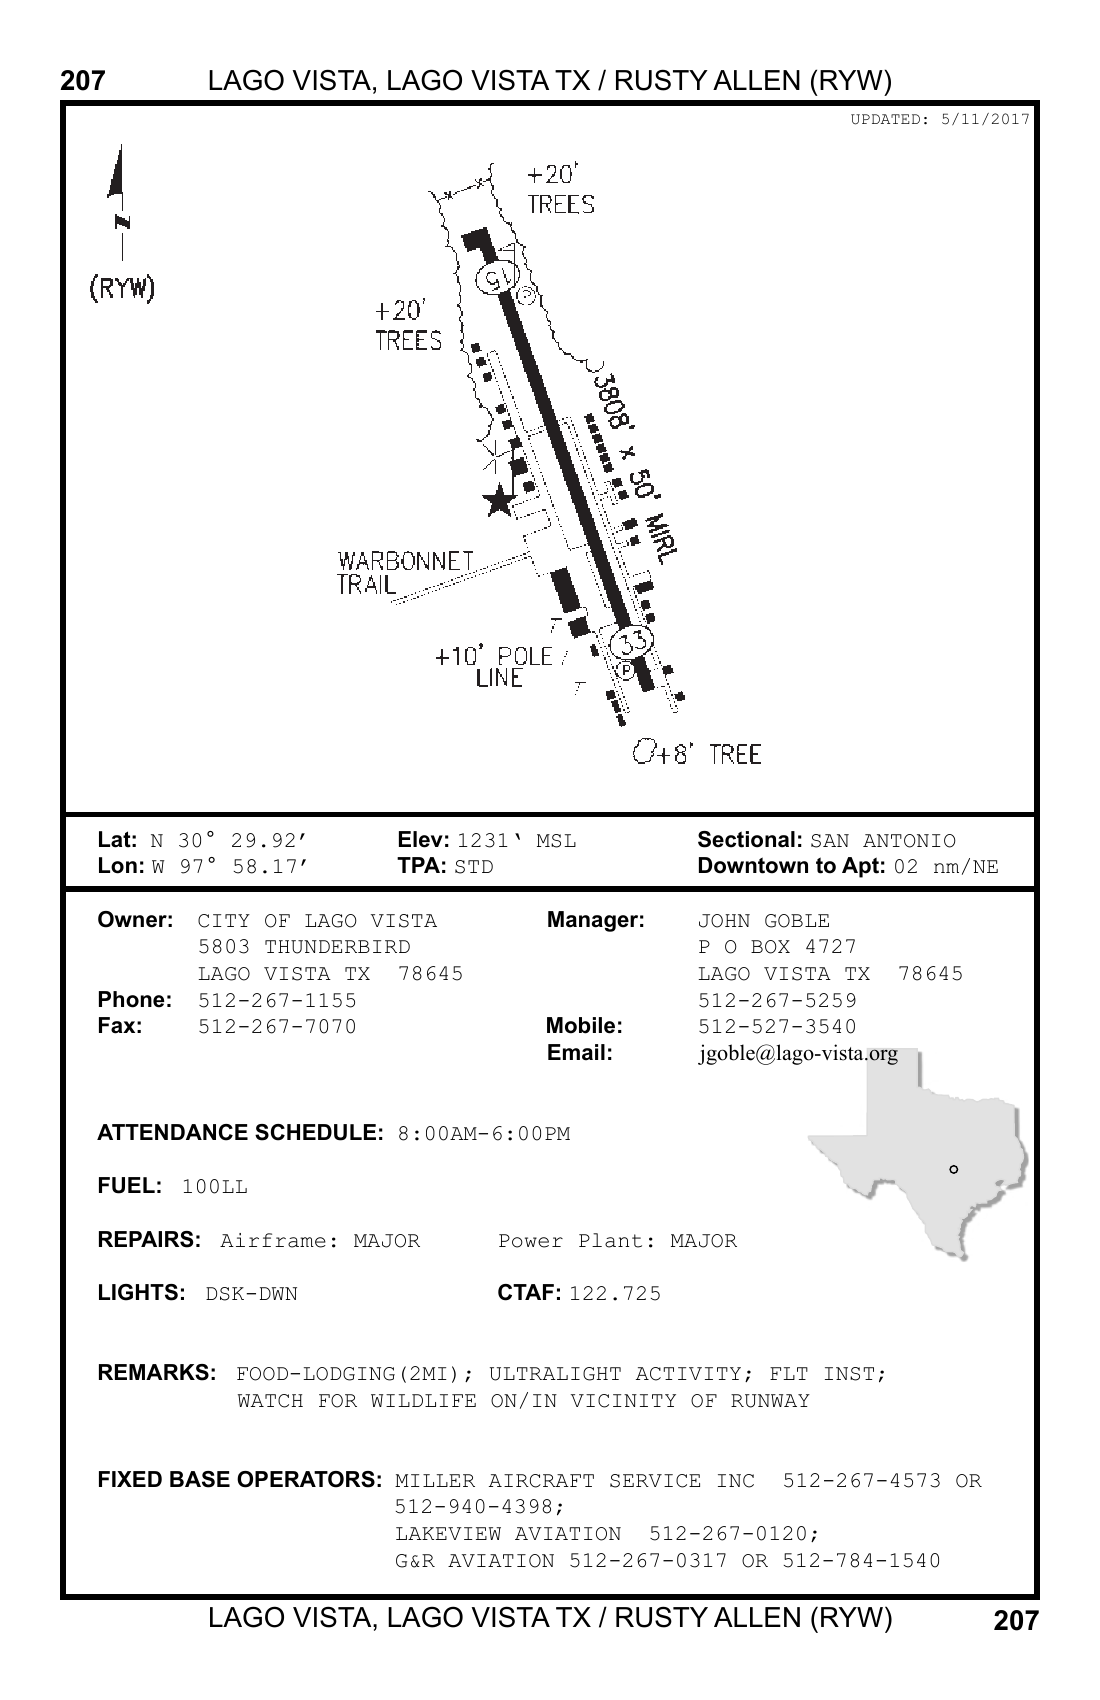 207 LAGO VISTA, LAGO VISTA TX / RUSTY ALLEN (RYW)
UPDATED: 5/11/2017
+20'
TREES
N
(RYW)
15
C
+20'
TREES
3808' x 50' MIRL
WARBONNET
TRAIL
33
P
+10' POLE
LINE
+8' TREE
Lat: N 30° 29.92′ Elev: 1231‘ MSL Sectional: SAN ANTONIO
Lon: W 97° 58.17′ TPA: STD Downtown to Apt: 02 nm/NE
Owner: CITY OF LAGO VISTA Manager: JOHN GOBLE
5803 THUNDERBIRD P O BOX 4727
LAGO VISTA TX 78645 LAGO VISTA TX 78645
Phone: 512-267-1155 512-267-5259
Fax: 512-267-7070 Mobile: 512-527-3540
Email: jgoble@lago-vista.org
ATTENDANCE SCHEDULE: 8:00AM-6:00PM
FUEL: 100LL
REPAIRS: Airframe: MAJOR Power Plant: MAJOR
LIGHTS: DSK-DWN CTAF: 122.725
REMARKS: FOOD-LODGING(2MI); ULTRALIGHT ACTIVITY; FLT INST;
WATCH FOR WILDLIFE ON/IN VICINITY OF RUNWAY
FIXED BASE OPERATORS: MILLER AIRCRAFT SERVICE INC 512-267-4573 OR
512-940-4398;
LAKEVIEW AVIATION 512-267-0120;
G&R AVIATION 512-267-0317 OR 512-784-1540
LAGO VISTA, LAGO VISTA TX / RUSTY ALLEN (RYW) 207